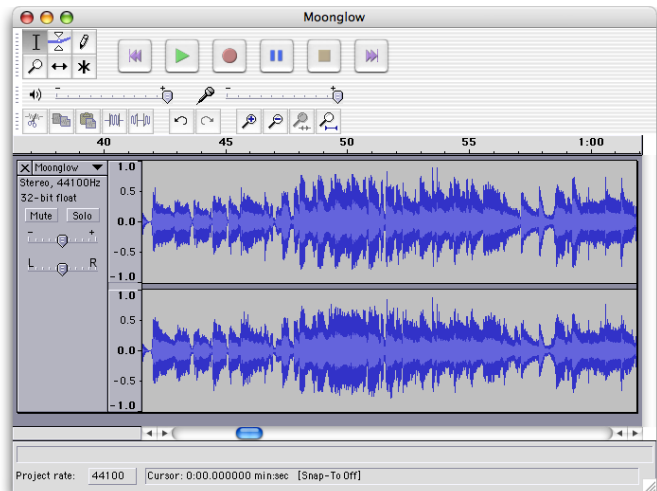 Moonglow
40 45 50 55 1:00
Moonglow
Stereo, 44100Hz
32-bit float
Mute Solo
- +
L R
1.0
0.5
0.0
-0.5
-1.0
1.0
0.5
0.0
-0.5
-1.0
Project rate: 44100 Cursor: 0:00.000000 min:sec [Snap-To Off]